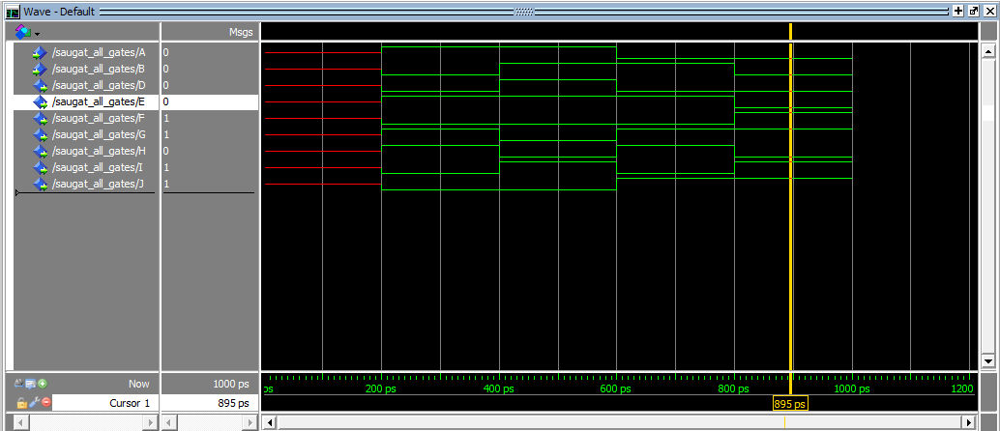 Wave - Default
Msgs
/saugat_all_gates/A 0
/saugat_all_gates/B 0
/saugat_all_gates/D 0
/saugat_all_gates/E 0
/saugat_all_gates/F 1
/saugat_all_gates/G 1
/saugat_all_gates/H 0
/saugat_all_gates/I 1
/saugat_all_gates/J 1
Now 1000 ps ps 200 ps 400 ps 600 ps 800 ps 1000 ps 1200
Cursor 1 895 ps 895 ps